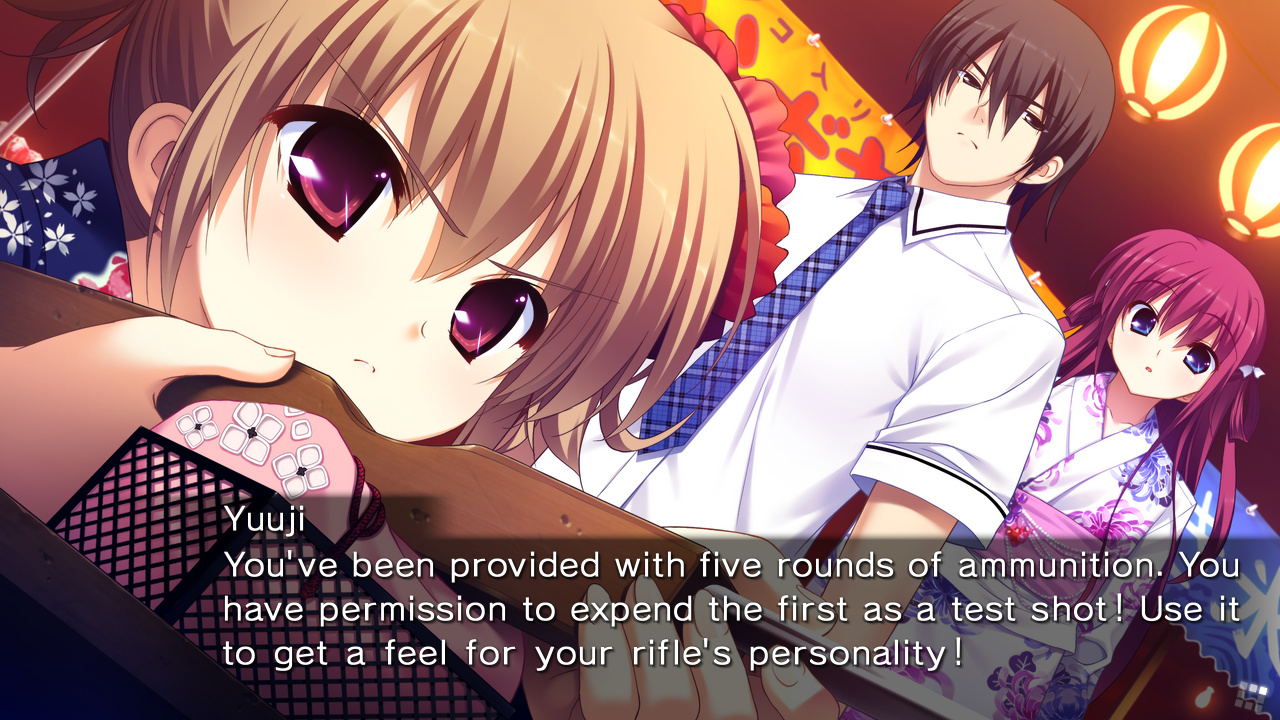 Yuuji
You've been provided with five rounds of ammunition. You
have permission to expend the first as a test shot! Use it
to get a feel for your rifle's personality!